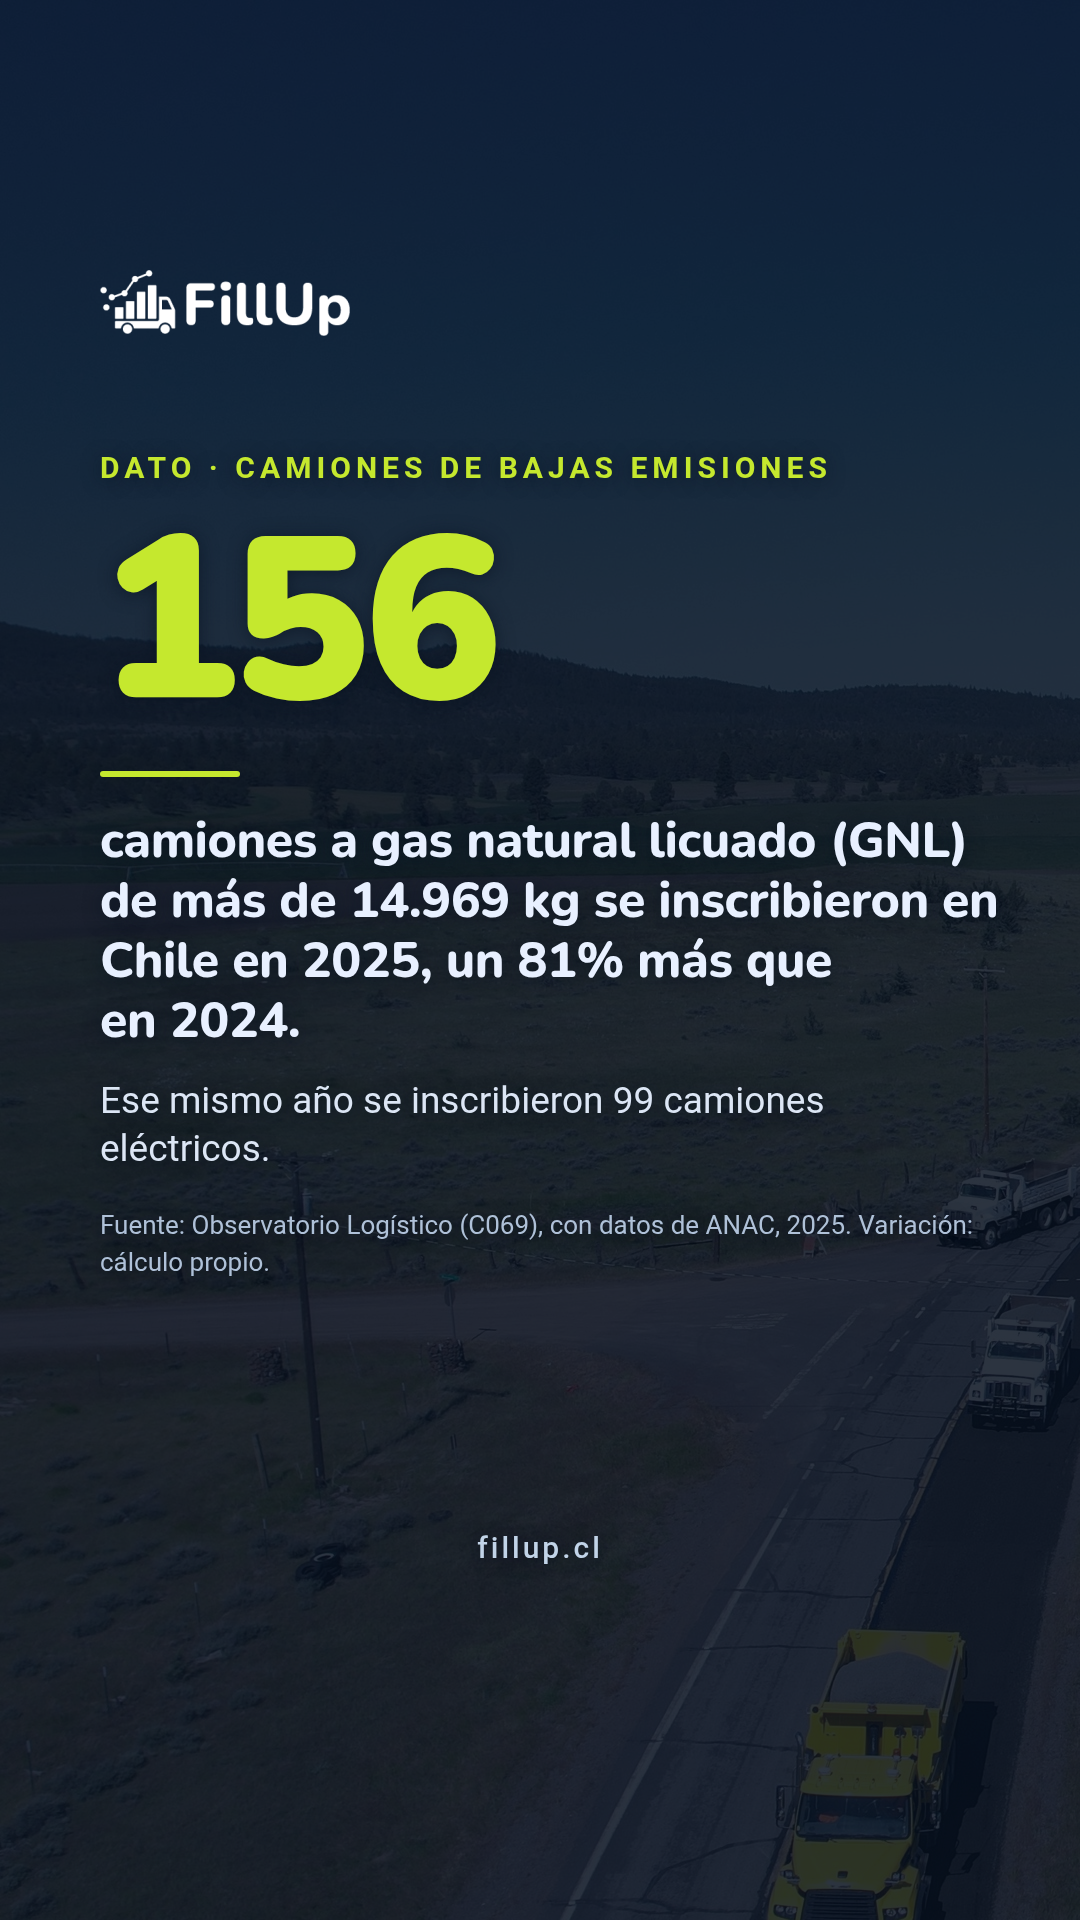 FillUp
DATO · CAMIONES DE BAJAS EMISIONES
156
camiones a gas natural licuado (GNL)
de más de 14.969 kg se inscribieron en
Chile en 2025, un 81% más que
en 2024.
Ese mismo año se inscribieron 99 camiones
eléctricos.
Fuente: Observatorio Logístico (C069), con datos de ANAC, 2025. Variación:
cálculo propio.
fillup.cl